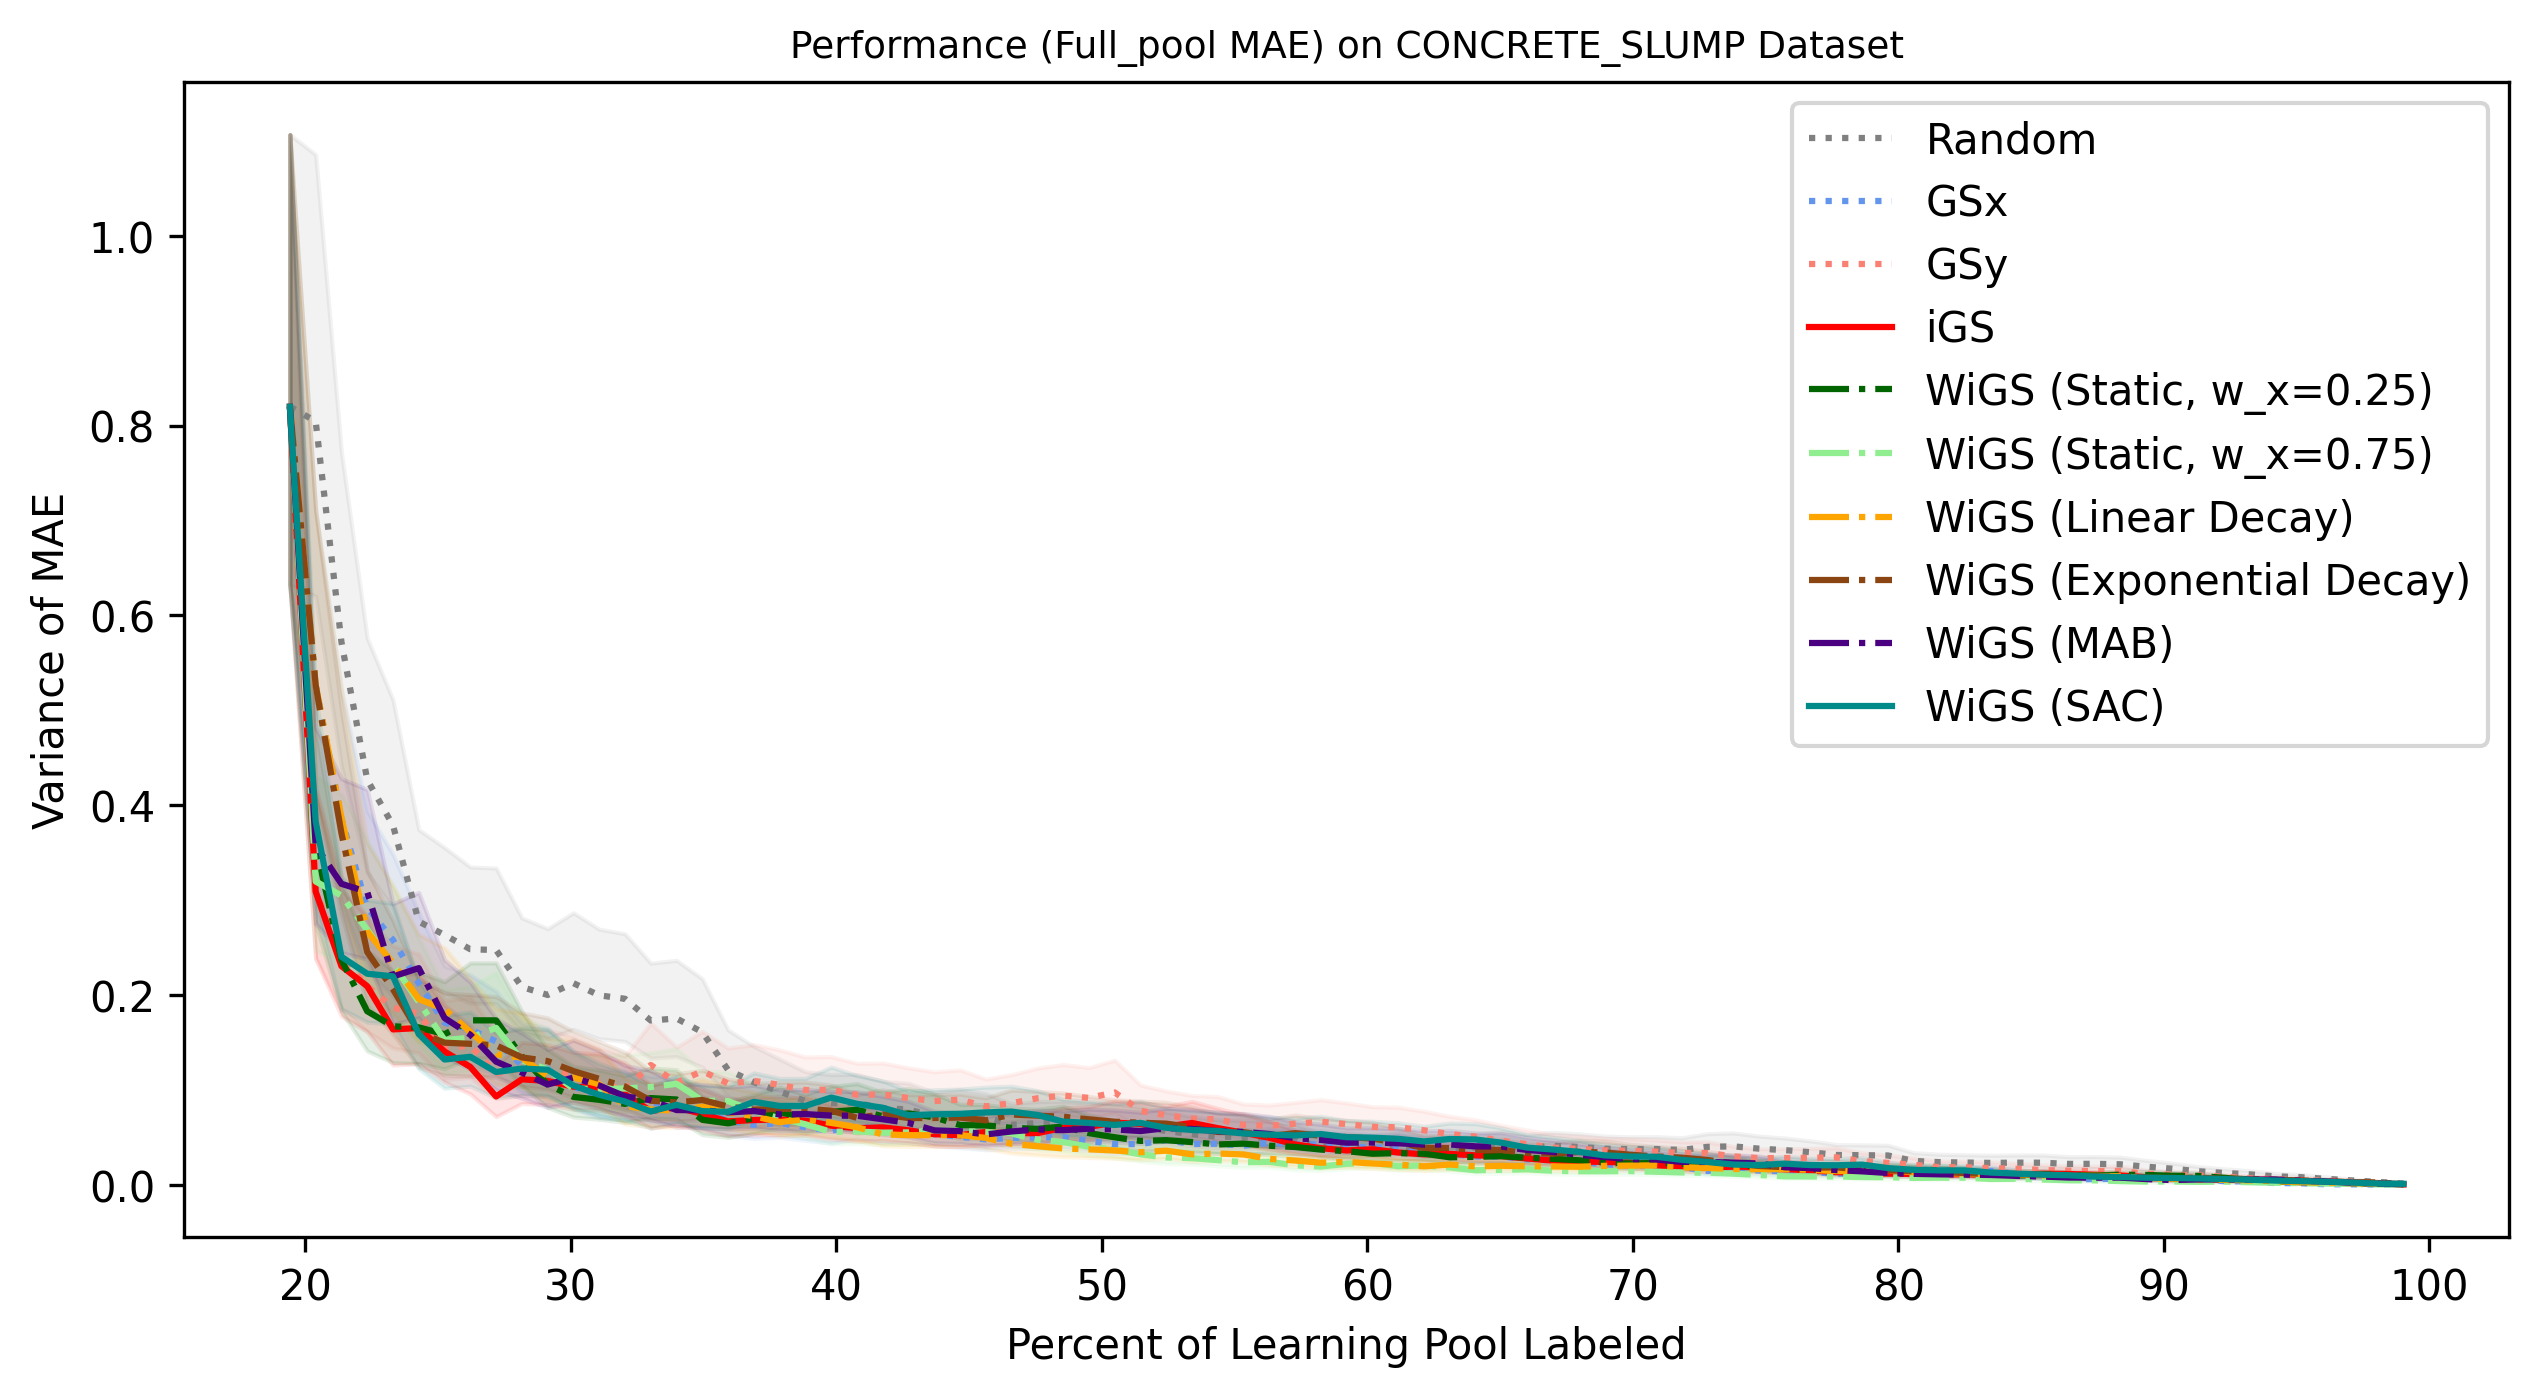 Performance (Full_pool MAE) on CONCRETE_SLUMP Dataset
Variance of MAE
1.0
0.8
0.6
0.4
0.2
0.0
Random
GSx
GSy
iGS
WiGS (Static, w_x=0.25)
WiGS (Static, w_x=0.75)
WiGS (Linear Decay)
WiGS (Exponential Decay)
WiGS (MAB)
WiGS (SAC)
20 30 40 50 60 70 80 90 100
Percent of Learning Pool Labeled